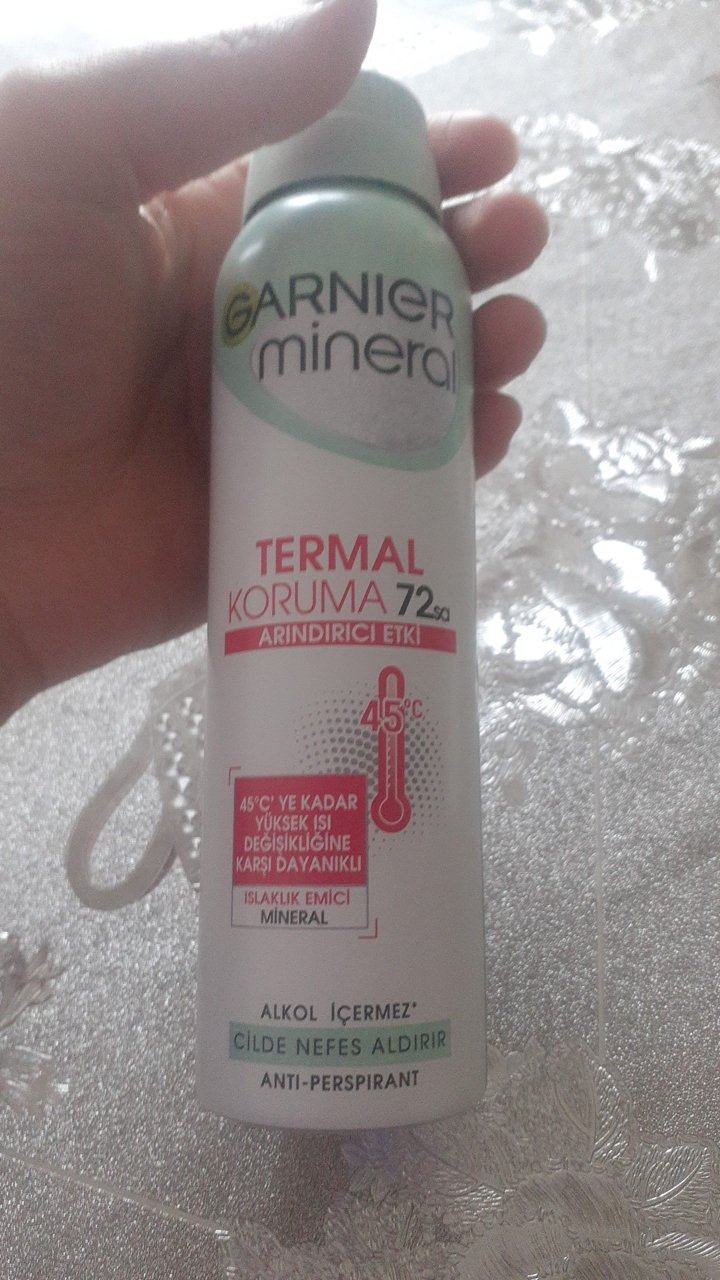 GARNIER
mineral
TERMAL
KORUMA 72sa
ARINDIRICI ETKİ
45°C
45°C' YE KADAR
YÜKSEK ISI
DEĞİŞİKLİĞİNE
KARŞI DAYANIKLI
ISLAKLIK EMİCİ
MİNERAL
ALKOL İÇERMEZ*
CİLDE NEFES ALDIRIR
ANTI-PERSPIRANT